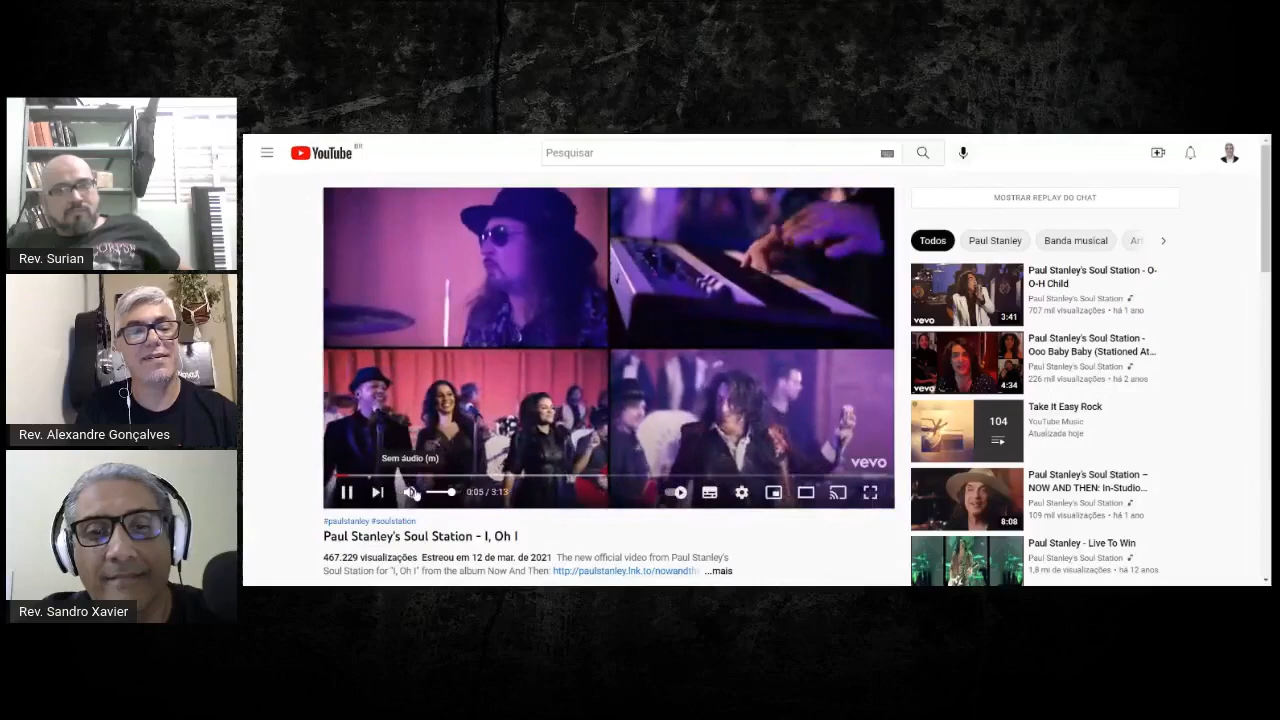 Rev. Surian
Rev. Alexandre Gonçalves
Rev. Sandro Xavier
YouTube BR
Pesquisar
vevo
Sem áudio (m)
0:05 / 3:13
#paulstanley #soulstation
Paul Stanley's Soul Station - I, Oh I
467.229 visualizações Estreou em 12 de mar. de 2021 The new official video from Paul Stanley's
Soul Station for "I, Oh I" from the album Now And Then: http://paulstanley.lnk.to/nowandth ...mais
MOSTRAR REPLAY DO CHAT
Todos
Paul Stanley
Banda musical
Art
vevo
3:41
Paul Stanley's Soul Station - O-
O-H Child
Paul Stanley's Soul Station
707 mil visualizações • há 1 ano
vevo
4:34
Paul Stanley's Soul Station -
Ooo Baby Baby (Stationed At...
Paul Stanley's Soul Station
226 mil visualizações • há 2 anos
104
Take It Easy Rock
YouTube Music
Atualizada hoje
8:08
Paul Stanley's Soul Station –
NOW AND THEN: In-Studio...
Paul Stanley's Soul Station
109 mil visualizações • há 1 ano
Paul Stanley - Live To Win
Paul Stanley's Soul Station
1,8 mi de visualizações • há 12 anos